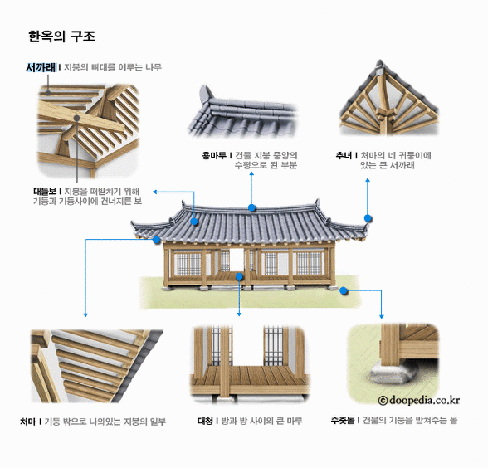 한옥의 구조
서까래 | 지붕의 뼈대를 이루는 나무
대들보 | 지붕을 떠받치기 위해
기둥과 기둥사이에 건너지른 보
용마루 | 건물 지붕 중앙의
수평으로 된 부분
추녀 | 처마의 네 귀퉁이에
있는 큰 서까래
처마 | 기둥 밖으로 나와있는 지붕의 일부
대청 | 방과 방 사이의 큰 마루
주춧돌 | 건물의 기둥을 받쳐주는 돌
ⓒdoopedia.co.kr